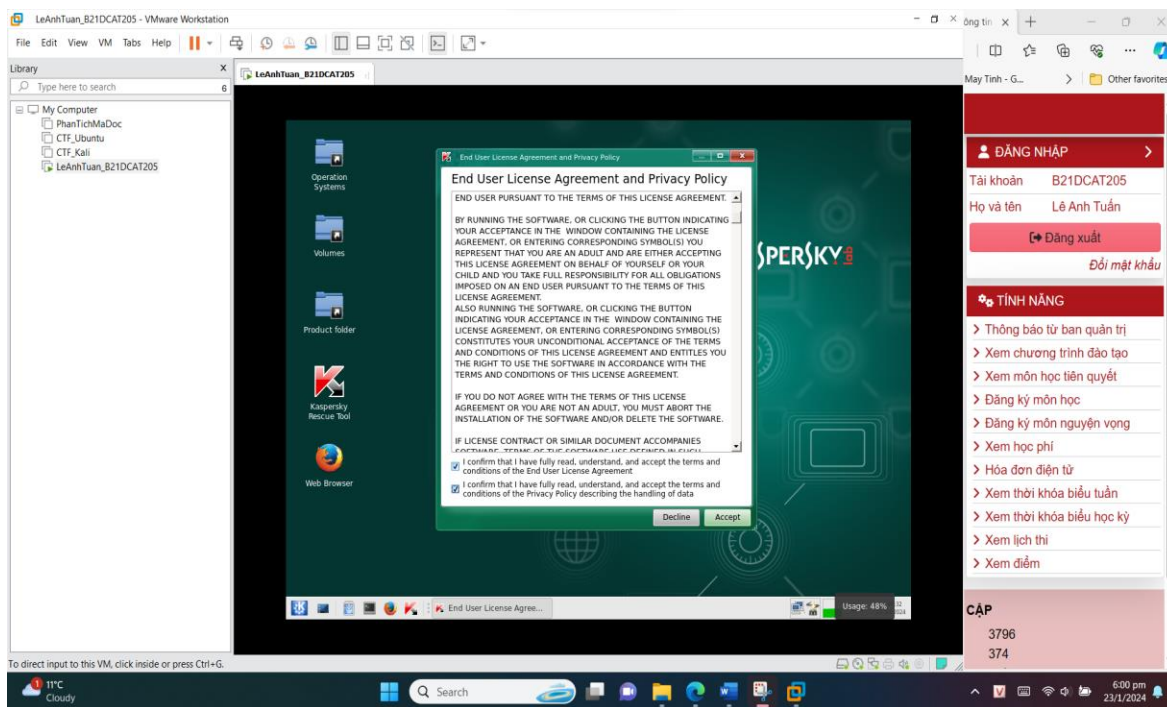 LeAnhTuan_B21DCAT205 - VMware Workstation
File Edit View VM Tabs Help
Library
X
Type here to search
My Computer
PhanTichMaDoc
CTF_Ubuntu
CTF_Kali
LeAnhTuan_B21DCAT205
LeAnhTuan_B21DCAT205
Operation
Systems
Volumes
Product folder
Kaspersky
Rescue Tool
Web Browser
End User License Agreement and Privacy Policy
End User License Agreement and Privacy Policy
END USER PURSUANT TO THE TERMS OF THIS LICENSE AGREEMENT.
BY RUNNING THE SOFTWARE, OR CLICKING THE BUTTON INDICATING
YOUR ACCEPTANCE IN THE WINDOW CONTAINING THE LICENSE
AGREEMENT, OR ENTERING CORRESPONDING SYMBOL(S) YOU
REPRESENT THAT YOU ARE AN ADULT AND ARE EITHER ACCEPTING
THIS LICENSE AGREEMENT ON BEHALF OF YOURSELF OR YOUR
CHILD AND YOU TAKE FULL RESPONSIBILITY FOR ALL OBLIGATIONS
IMPOSED ON AN END USER PURSUANT TO THE TERMS OF THIS
LICENSE AGREEMENT.
ALSO RUNNING THE SOFTWARE, OR CLICKING THE BUTTON
INDICATING YOUR ACCEPTANCE IN THE WINDOW CONTAINING THE
LICENSE AGREEMENT, OR ENTERING CORRESPONDING SYMBOL(S)
CONSTITUTES YOUR UNCONDITIONAL ACCEPTANCE OF THE TERMS
AND CONDITIONS OF THIS LICENSE AGREEMENT AND ENTITLES YOU
THE RIGHT TO USE THE SOFTWARE IN ACCORDANCE WITH THE
TERMS AND CONDITIONS OF THIS LICENSE AGREEMENT.
IF YOU DO NOT AGREE WITH THE TERMS OF THIS LICENSE
AGREEMENT OR YOU ARE NOT AN ADULT, YOU MUST ABORT THE
INSTALLATION OF THE SOFTWARE AND/OR DELETE THE SOFTWARE.
IF LICENSE CONTRACT OR SIMILAR DOCUMENT ACCOMPANIES
I confirm that I have fully read, understand, and accept the terms and
conditions of the End User License Agreement
I confirm that I have fully read, understand, and accept the terms and
conditions of the Privacy Policy describing the handling of data
Decline Accept
SPERSKY lab
End User License Agree...
Usage: 48%
To direct input to this VM, click inside or press Ctrl+G.
ông tin
May Tinh - G...
Other favorites
ĐĂNG NHẬP
Tài khoản B21DCAT205
Họ và tên Lê Anh Tuấn
Đăng xuất
Đổi mật khẩu
TÍNH NĂNG
Thông báo từ ban quản trị
Xem chương trình đào tạo
Xem môn học tiên quyết
Đăng ký môn học
Đăng ký môn nguyện vọng
Xem học phí
Hóa đơn điện tử
Xem thời khóa biểu tuần
Xem thời khóa biểu học kỳ
Xem lịch thi
Xem điểm
CẬP
3796
374
11°C
Cloudy
Search
6:00 pm
23/1/2024